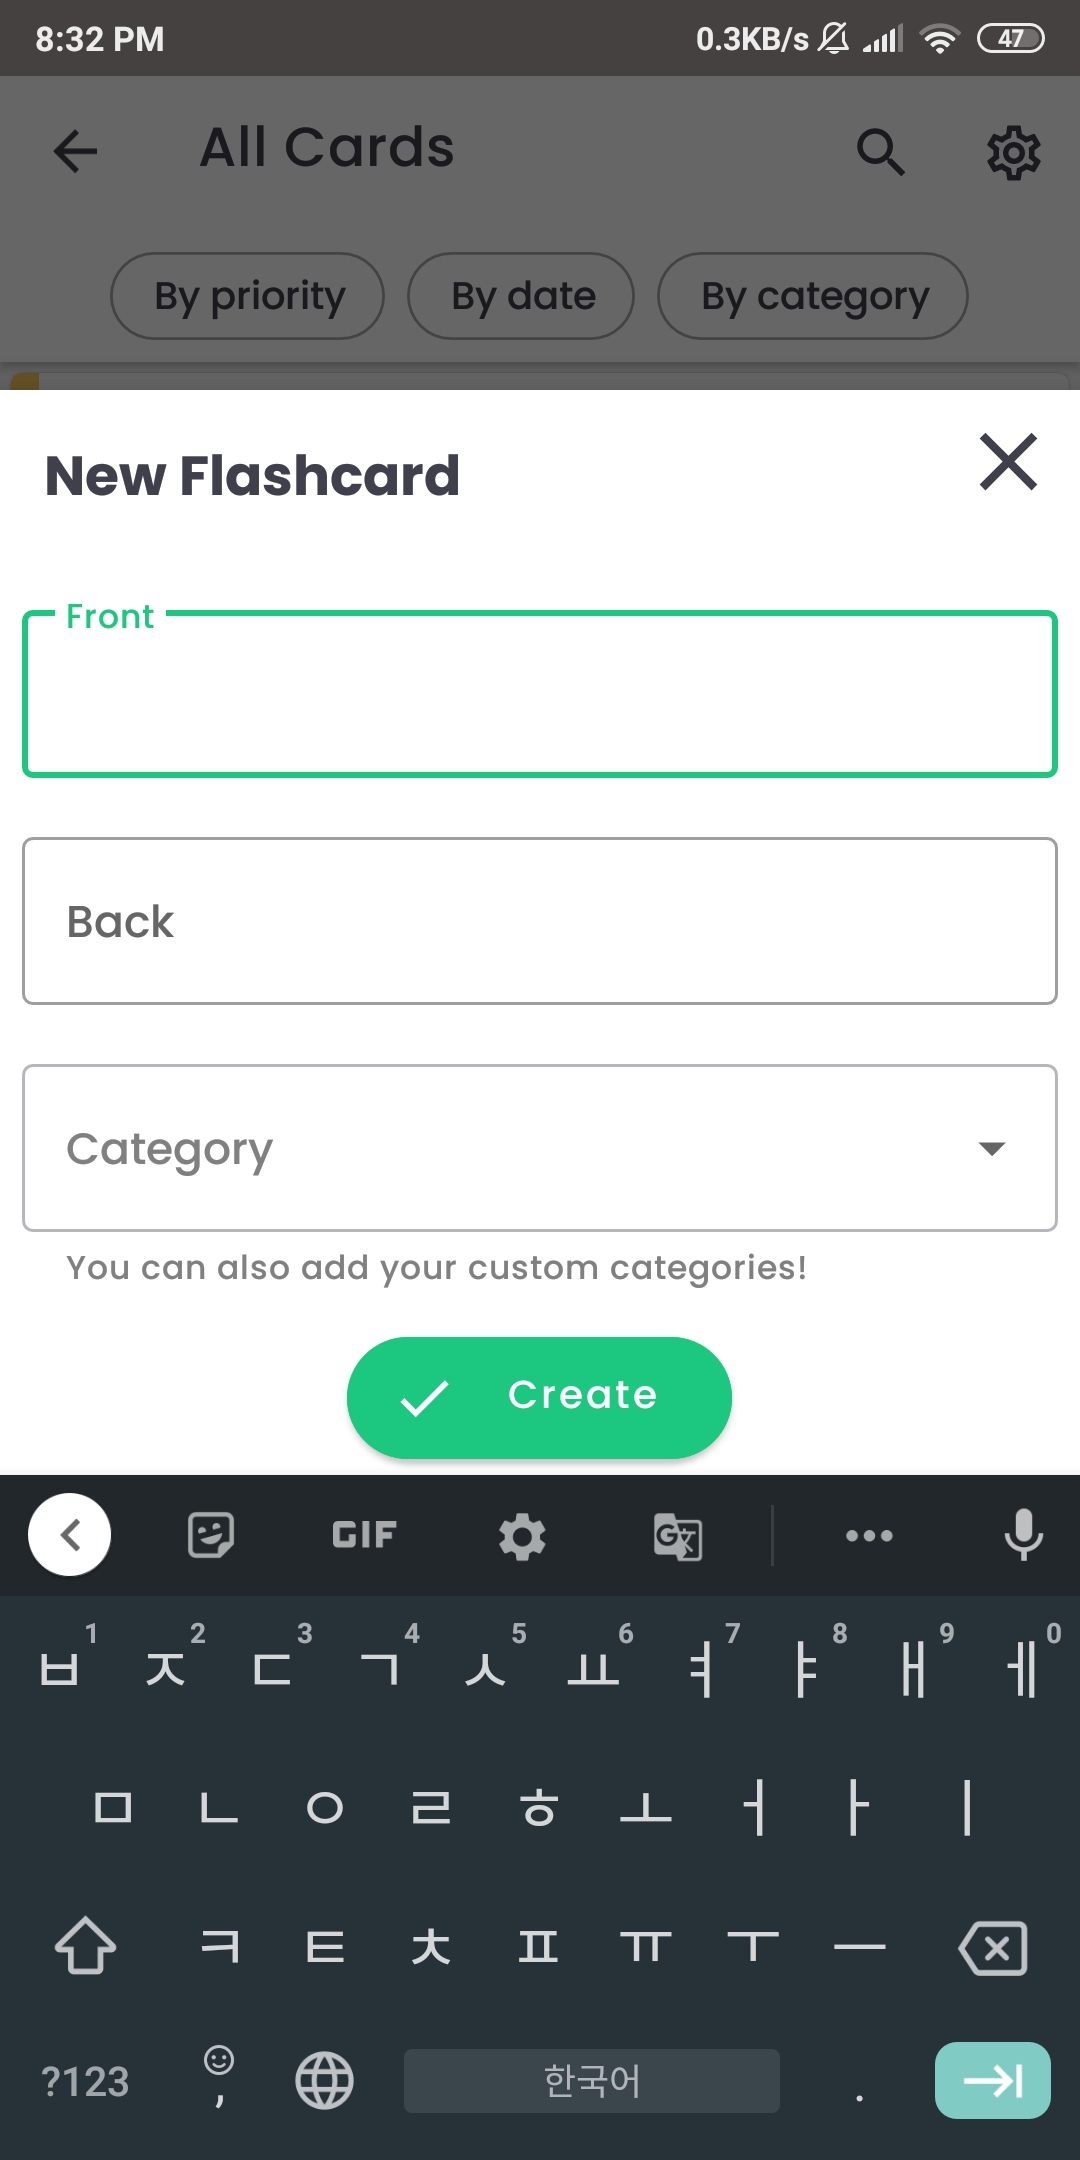 8:32 PM 0.3KB/s 47
All Cards
By priority By date By category
New Flashcard
Front
Back
Category
You can also add your custom categories!
Create
GIF G 文
1 2 3 4 5 6 7 8 9 0
ㅂ ㅈ ㄷ ㄱ ㅅ ㅛ ㅕ ㅑ ㅐ ㅔ
ㅁ ㄴ ㅇ ㄹ ㅎ ㅗ ㅓ ㅏ ㅣ
ㅋ ㅌ ㅊ ㅍ ㅠ ㅜ ㅡ
?123 , 한국어 .